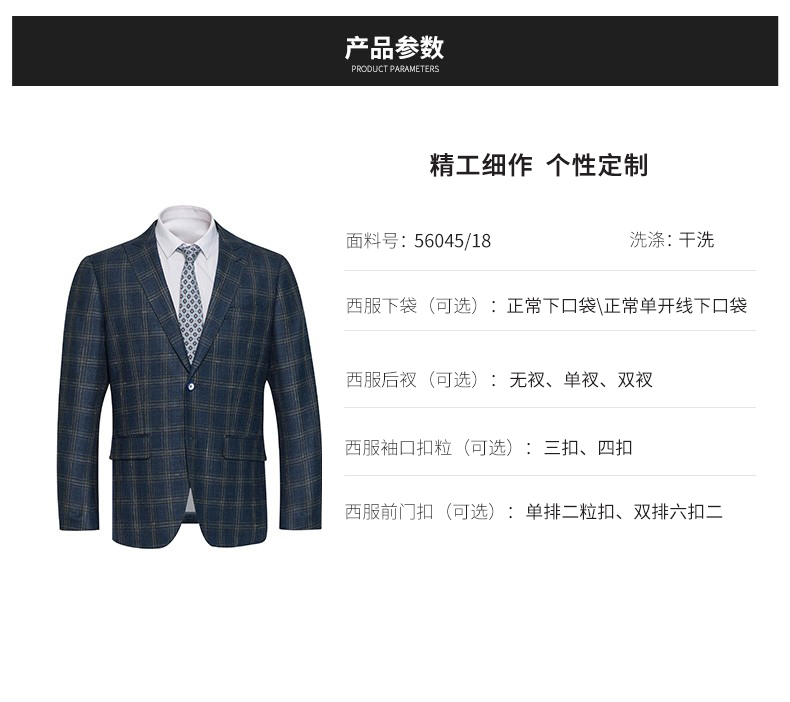 产品参数
PRODUCT PARAMETERS
精工细作 个性定制
面料号：56045/18 洗涤：干洗
西服下袋（可选）：正常下口袋\正常单开线下口袋
西服后衩（可选）：无衩、单衩、双衩
西服袖口扣粒（可选）：三扣、四扣
西服前门扣（可选）：单排二粒扣、双排六扣二